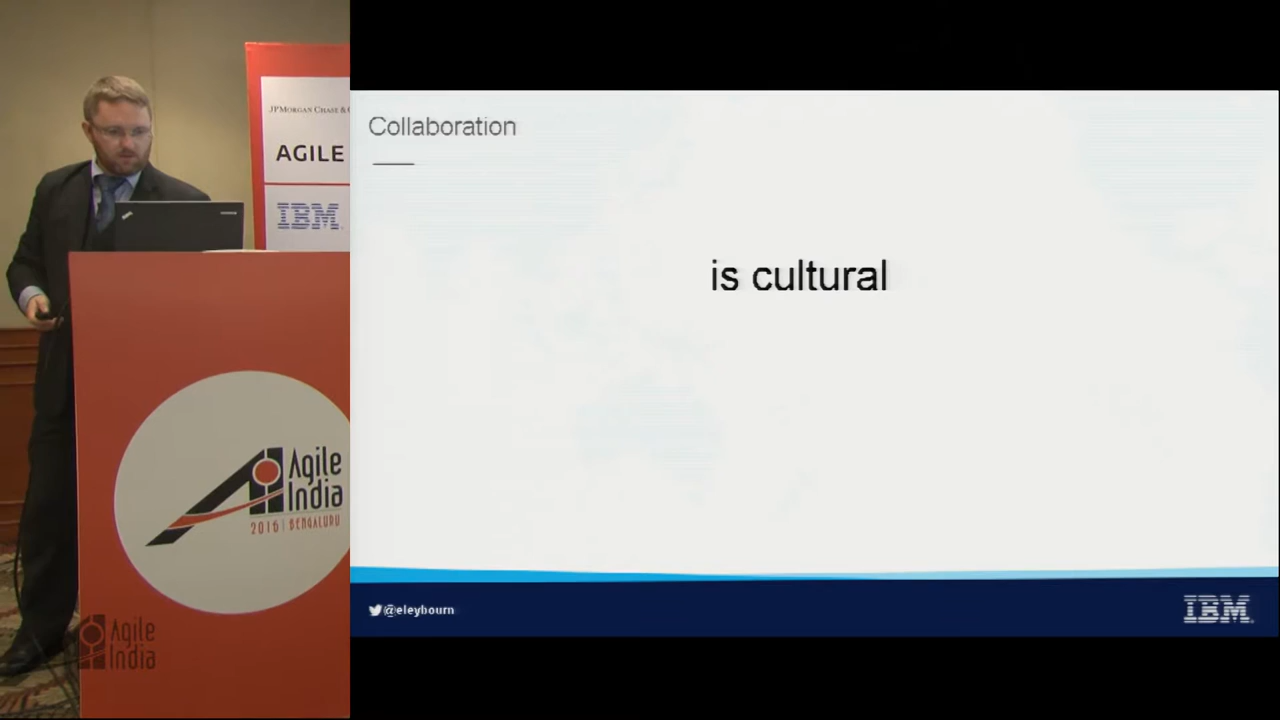 JPMORGAN CHASE &
AGILE
IBM
Agile
India
2016 | BENGALURU
Agile
India
Collaboration
is cultural
@eleybourn
IBM